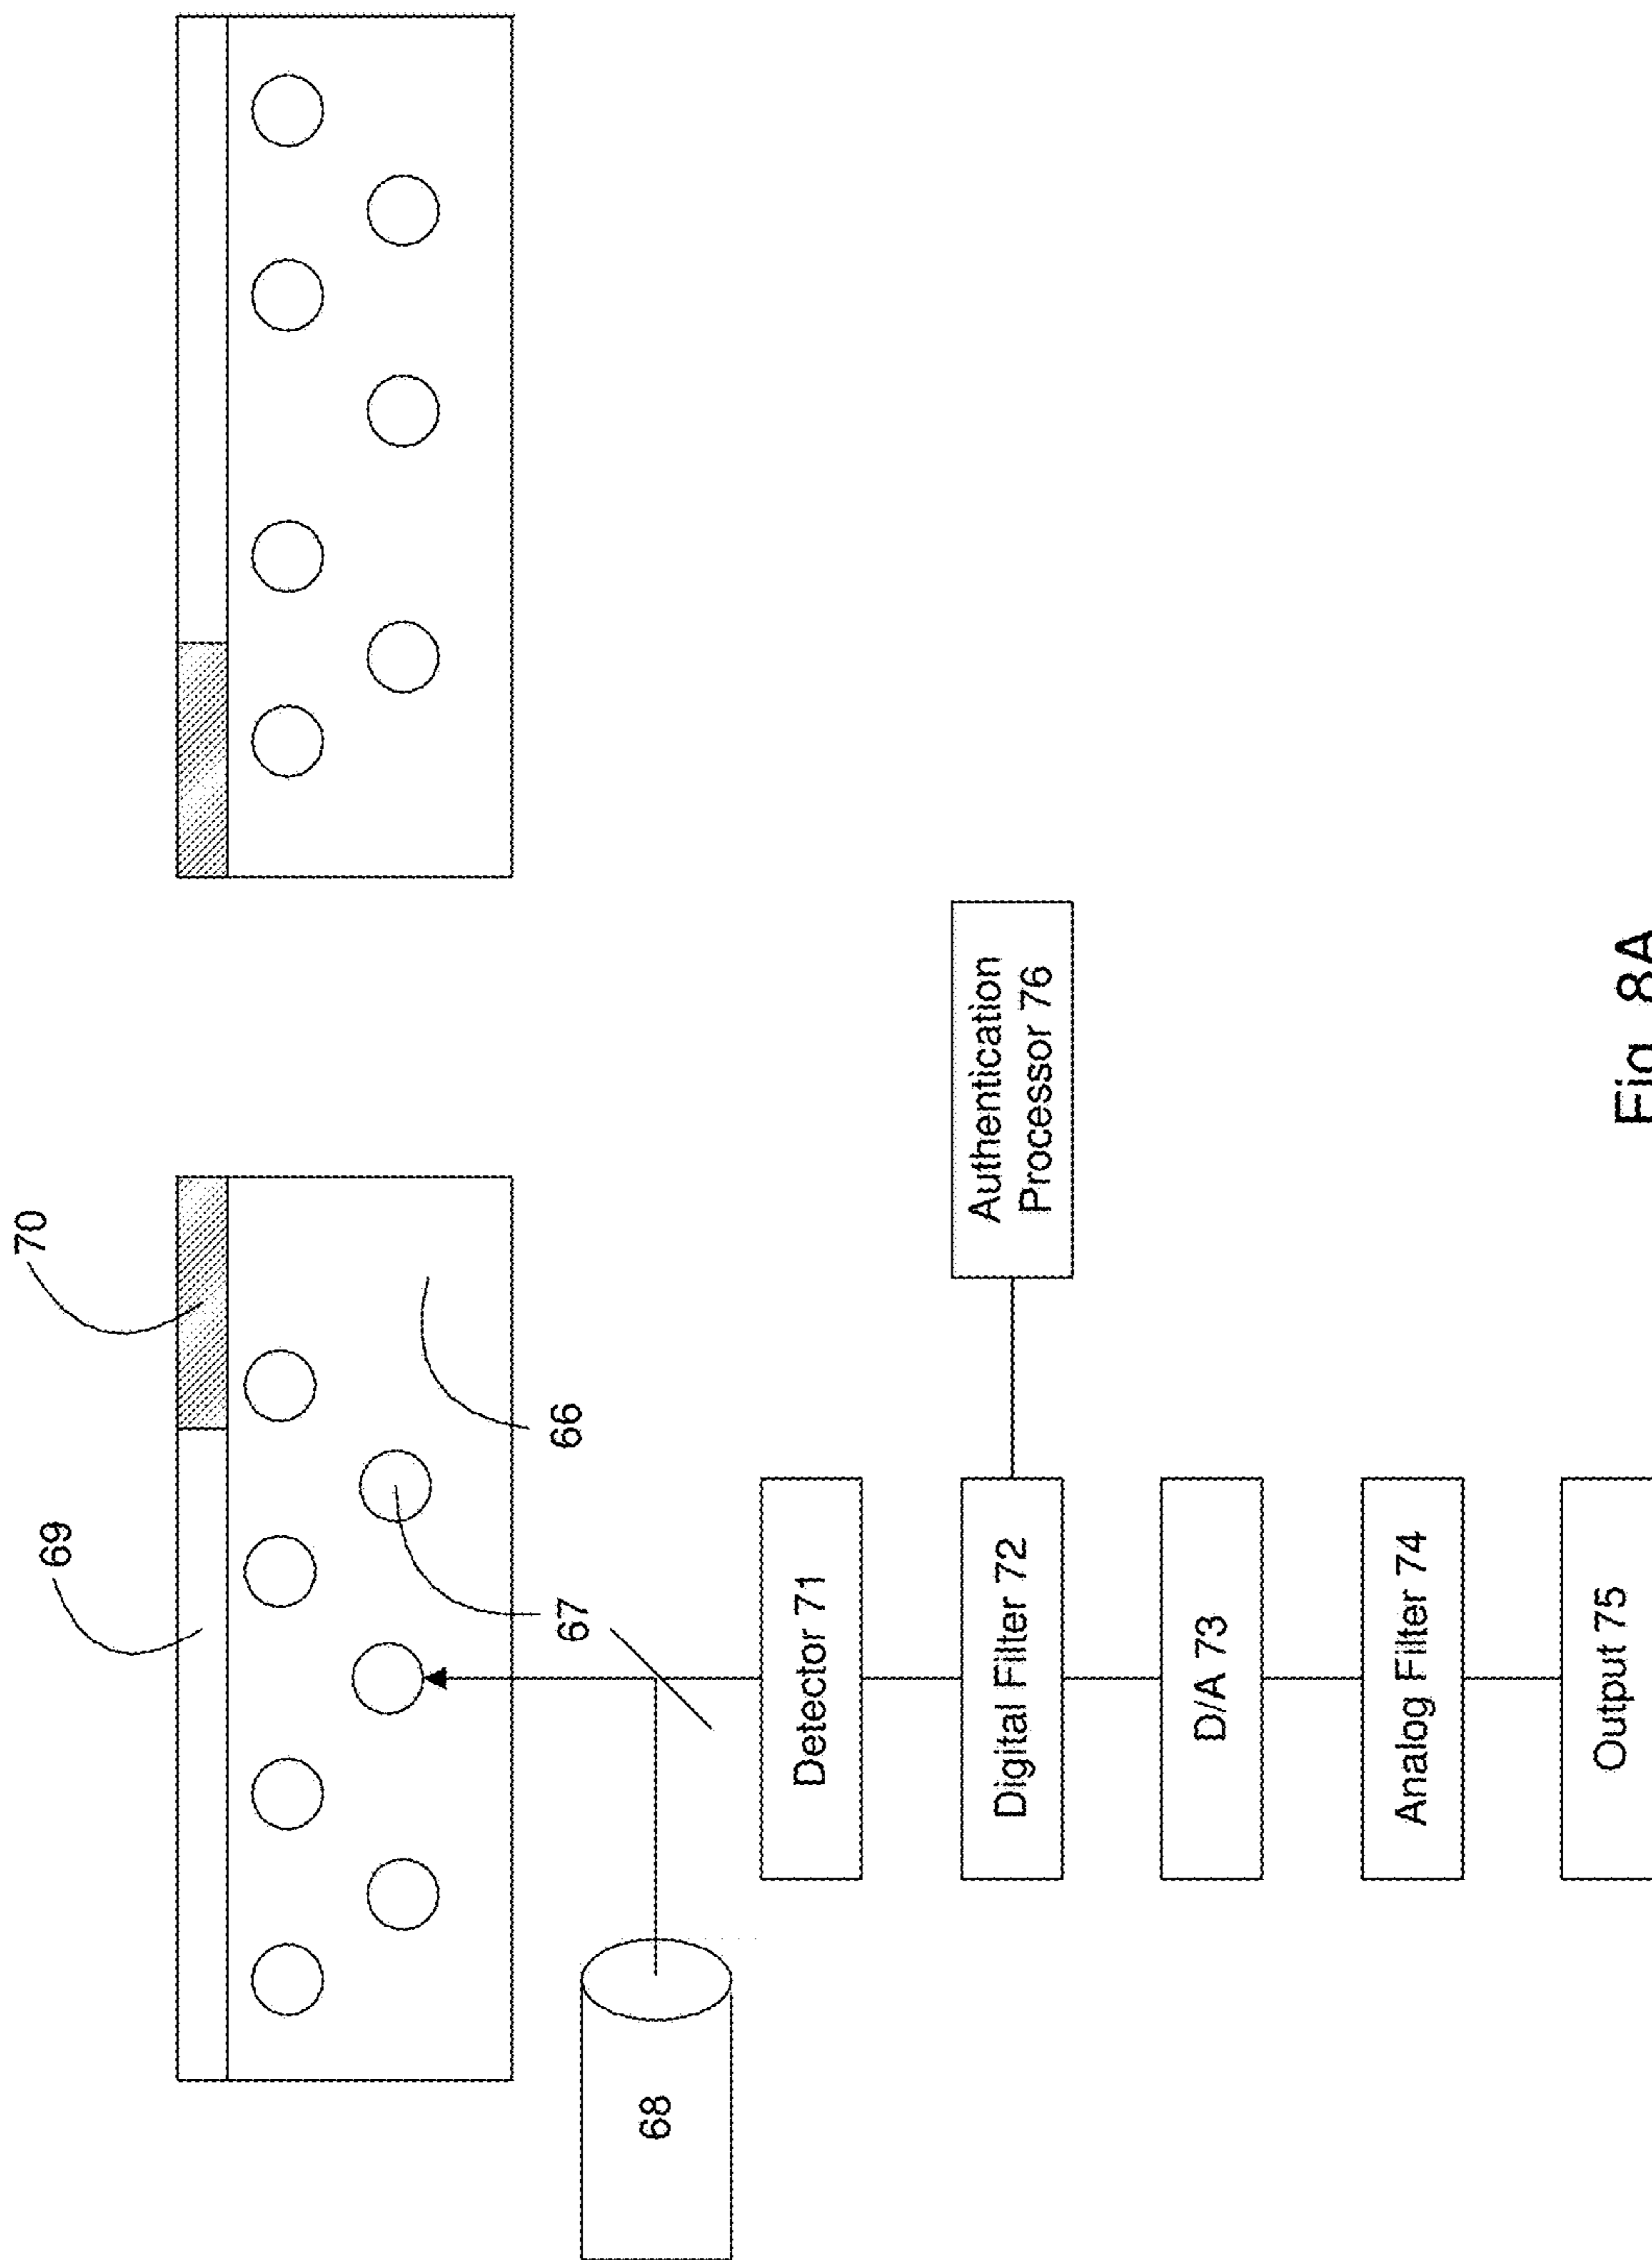 70
69
66
67
68
Detector 71
Digital Filter 72
Authentication
Processor 76
D/A 73
Analog Filter 74
Output 75
Fig. 8A